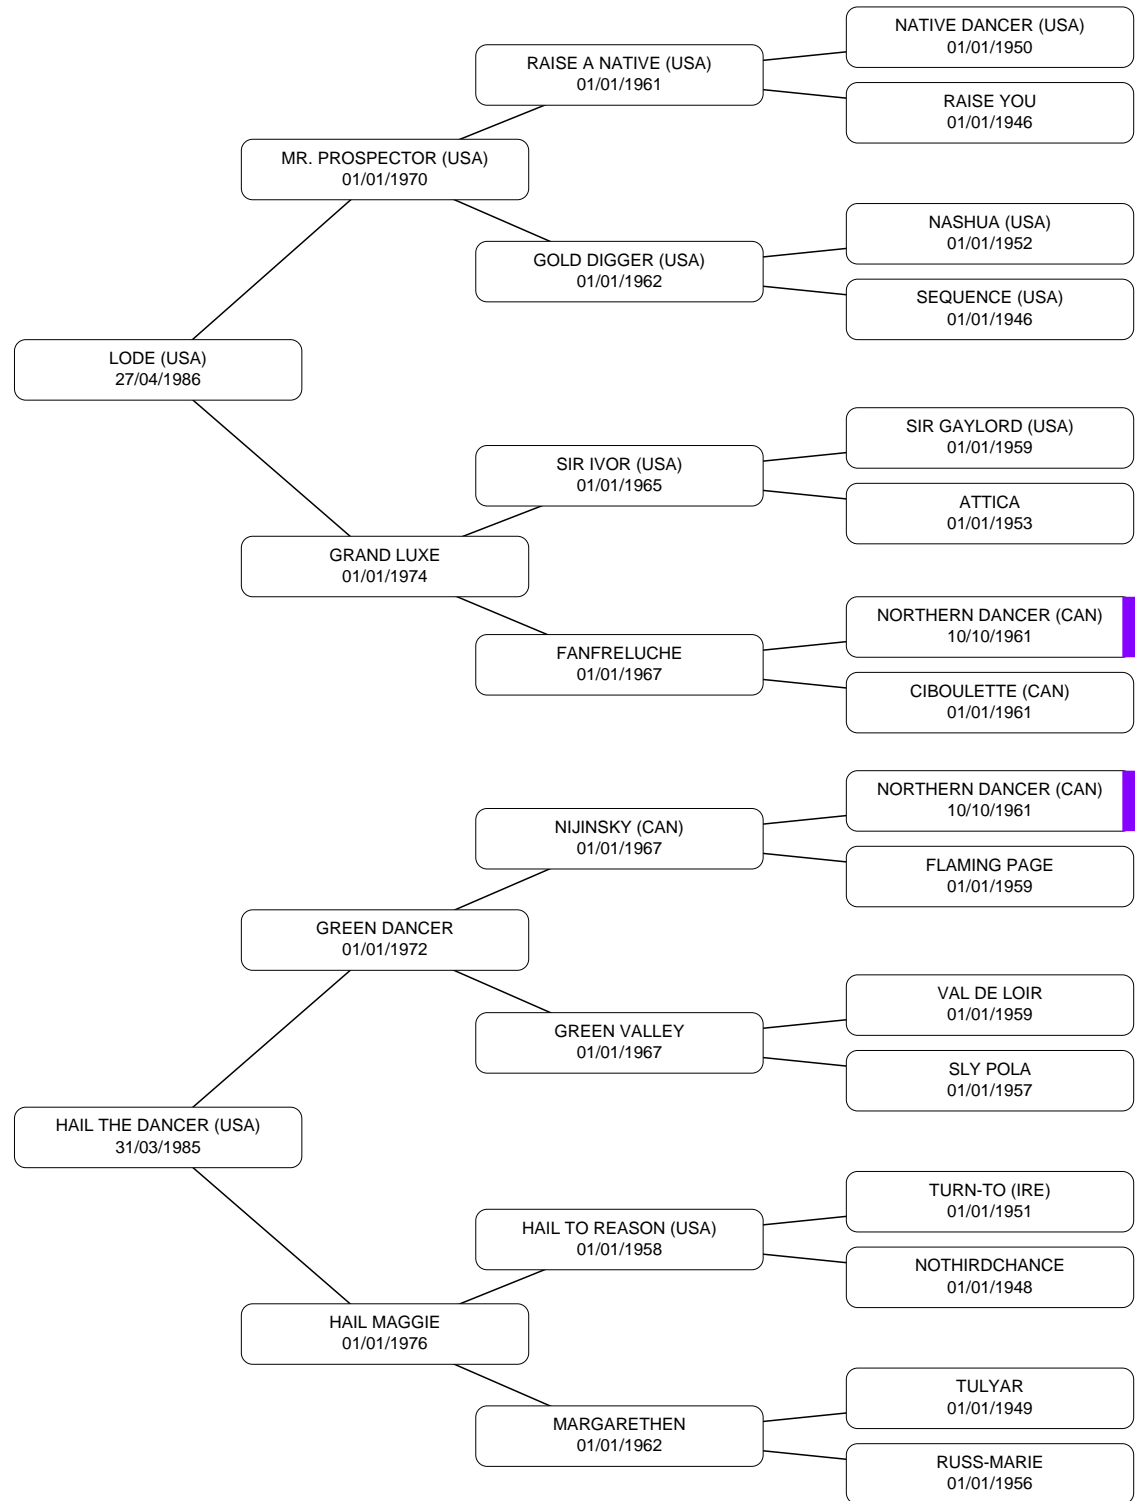 NATIVE DANCER (USA)
01/01/1950
RAISE A NATIVE (USA)
01/01/1961
RAISE YOU
01/01/1946
MR. PROSPECTOR (USA)
01/01/1970
NASHUA (USA)
01/01/1952
GOLD DIGGER (USA)
01/01/1962
SEQUENCE (USA)
01/01/1946
LODE (USA)
27/04/1986
SIR GAYLORD (USA)
01/01/1959
SIR IVOR (USA)
01/01/1965
ATTICA
01/01/1953
GRAND LUXE
01/01/1974
NORTHERN DANCER (CAN)
10/10/1961
FANFRELUCHE
01/01/1967
CIBOULETTE (CAN)
01/01/1961
NORTHERN DANCER (CAN)
10/10/1961
NIJINSKY (CAN)
01/01/1967
FLAMING PAGE
01/01/1959
GREEN DANCER
01/01/1972
VAL DE LOIR
01/01/1959
GREEN VALLEY
01/01/1967
SLY POLA
01/01/1957
HAIL THE DANCER (USA)
31/03/1985
TURN-TO (IRE)
01/01/1951
HAIL TO REASON (USA)
01/01/1958
NOTHIRDCHANCE
01/01/1948
HAIL MAGGIE
01/01/1976
TULYAR
01/01/1949
MARGARETHEN
01/01/1962
RUSS-MARIE
01/01/1956